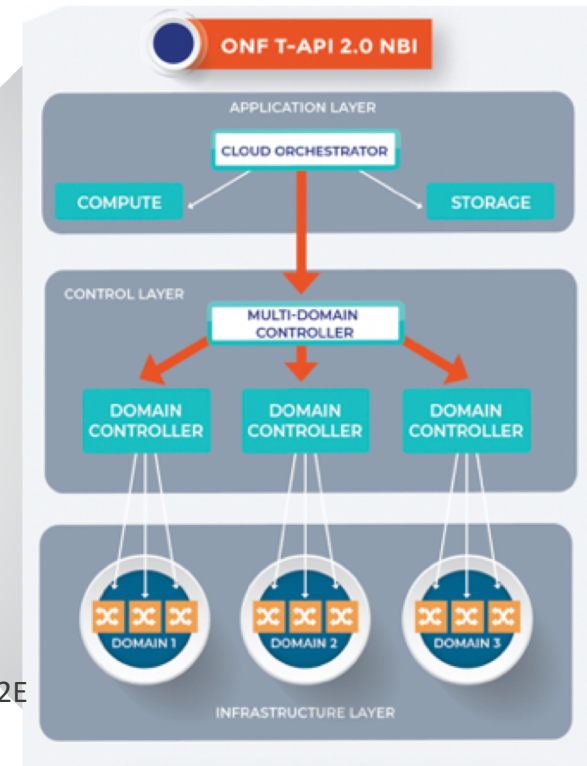 ONF T-API 2.0 NBI
APPLICATION LAYER
CLOUD ORCHESTRATOR
COMPUTE
STORAGE
CONTROL LAYER
MULTI-DOMAIN
CONTROLLER
DOMAIN
CONTROLLER
DOMAIN
CONTROLLER
DOMAIN
CONTROLLER
DOMAIN 1
DOMAIN 2
DOMAIN 3
2E
INFRASTRUCTURE LAYER